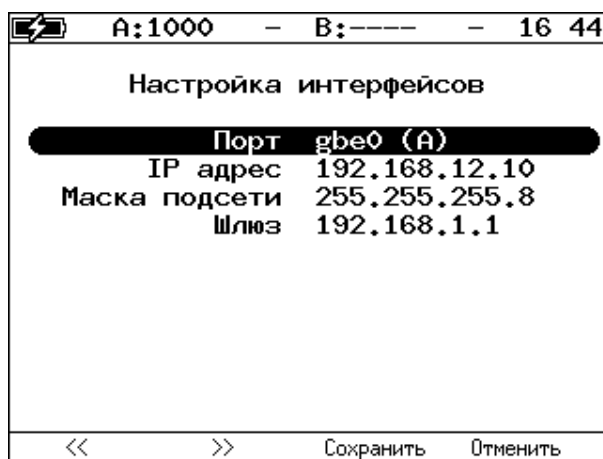 A:1000 – B:---- – 16 44
Настройка интерфейсов
Порт gbe0 (A)
IP адрес 192.168.12.10
Маска подсети 255.255.255.8
Шлюз 192.168.1.1
<< >> Сохранить Отменить